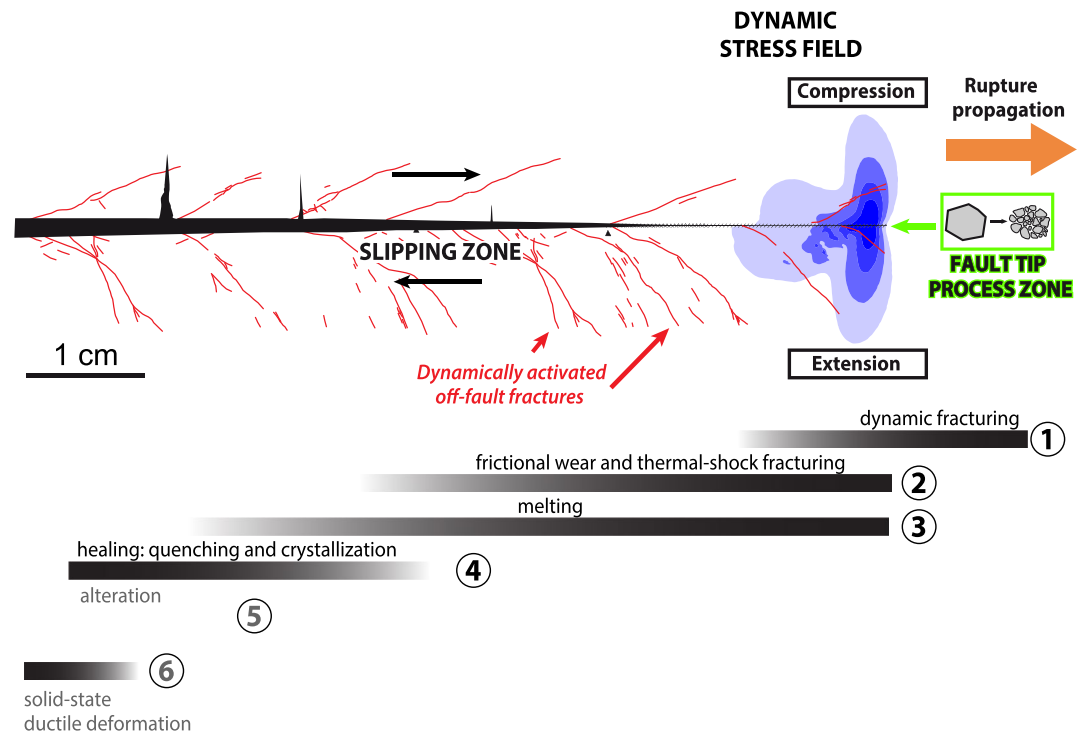 DYNAMIC
STRESS FIELD
Compression
Rupture
propagation
SLIPPING ZONE
FAULT TIP
PROCESS ZONE
1 cm
Extension
Dynamically activated
off-fault fractures
dynamic fracturing
1
frictional wear and thermal-shock fracturing
2
melting
3
healing: quenching and crystallization
4
alteration
5
6
solid-state
ductile deformation